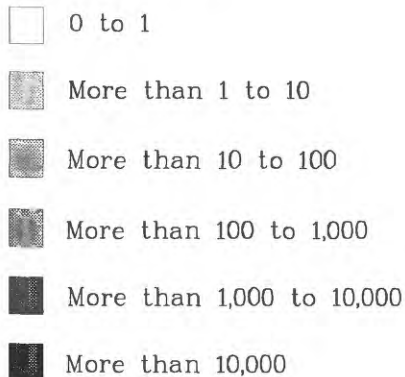 0 to 1
More than 1 to 10
More than 10 to 100
More than 100 to 1,000
More than 1,000 to 10,000
More than 10,000